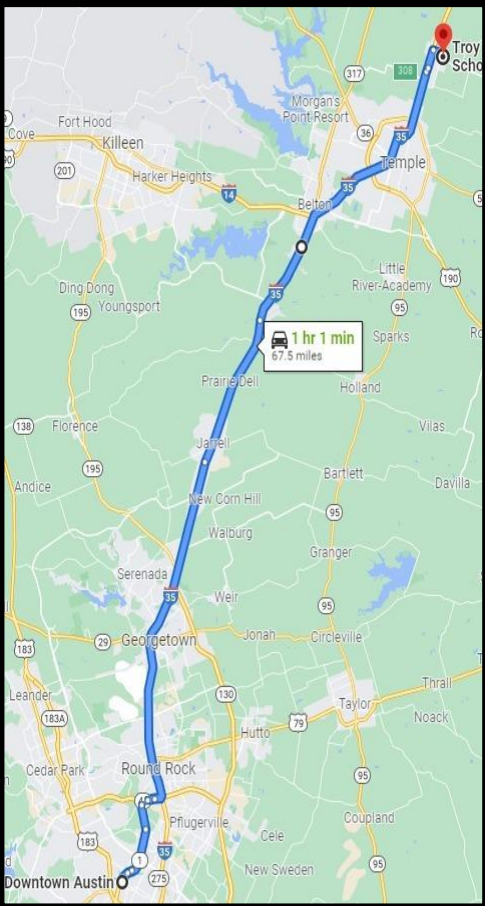 Troy
Scho
308
317
Morgan's
Point Resort
36
35
Fort Hood
Cove
Killeen
Temple
201
Harker Heights
14
35
Belton
Little
River-Academy
190
35
Ding Dong
Youngsport
195
95
Sparks
1 hr 1 min
67.5 miles
Prairie Dell
Holland
138
Florence
Vilas
Jarrell
195
Bartlett
Davilla
Andice
New Corn Hill
95
Walburg
Granger
Serenada
35
Weir
95
29
Georgetown
Jonah
Circleville
183
Leander
130
Thrall
183A
Taylor
79
Noack
Hutto
Cedar Park
Round Rock
95
Pflugerville
Coupland
183
Cele
1
35
95
Downtown Austin
275
New Sweden